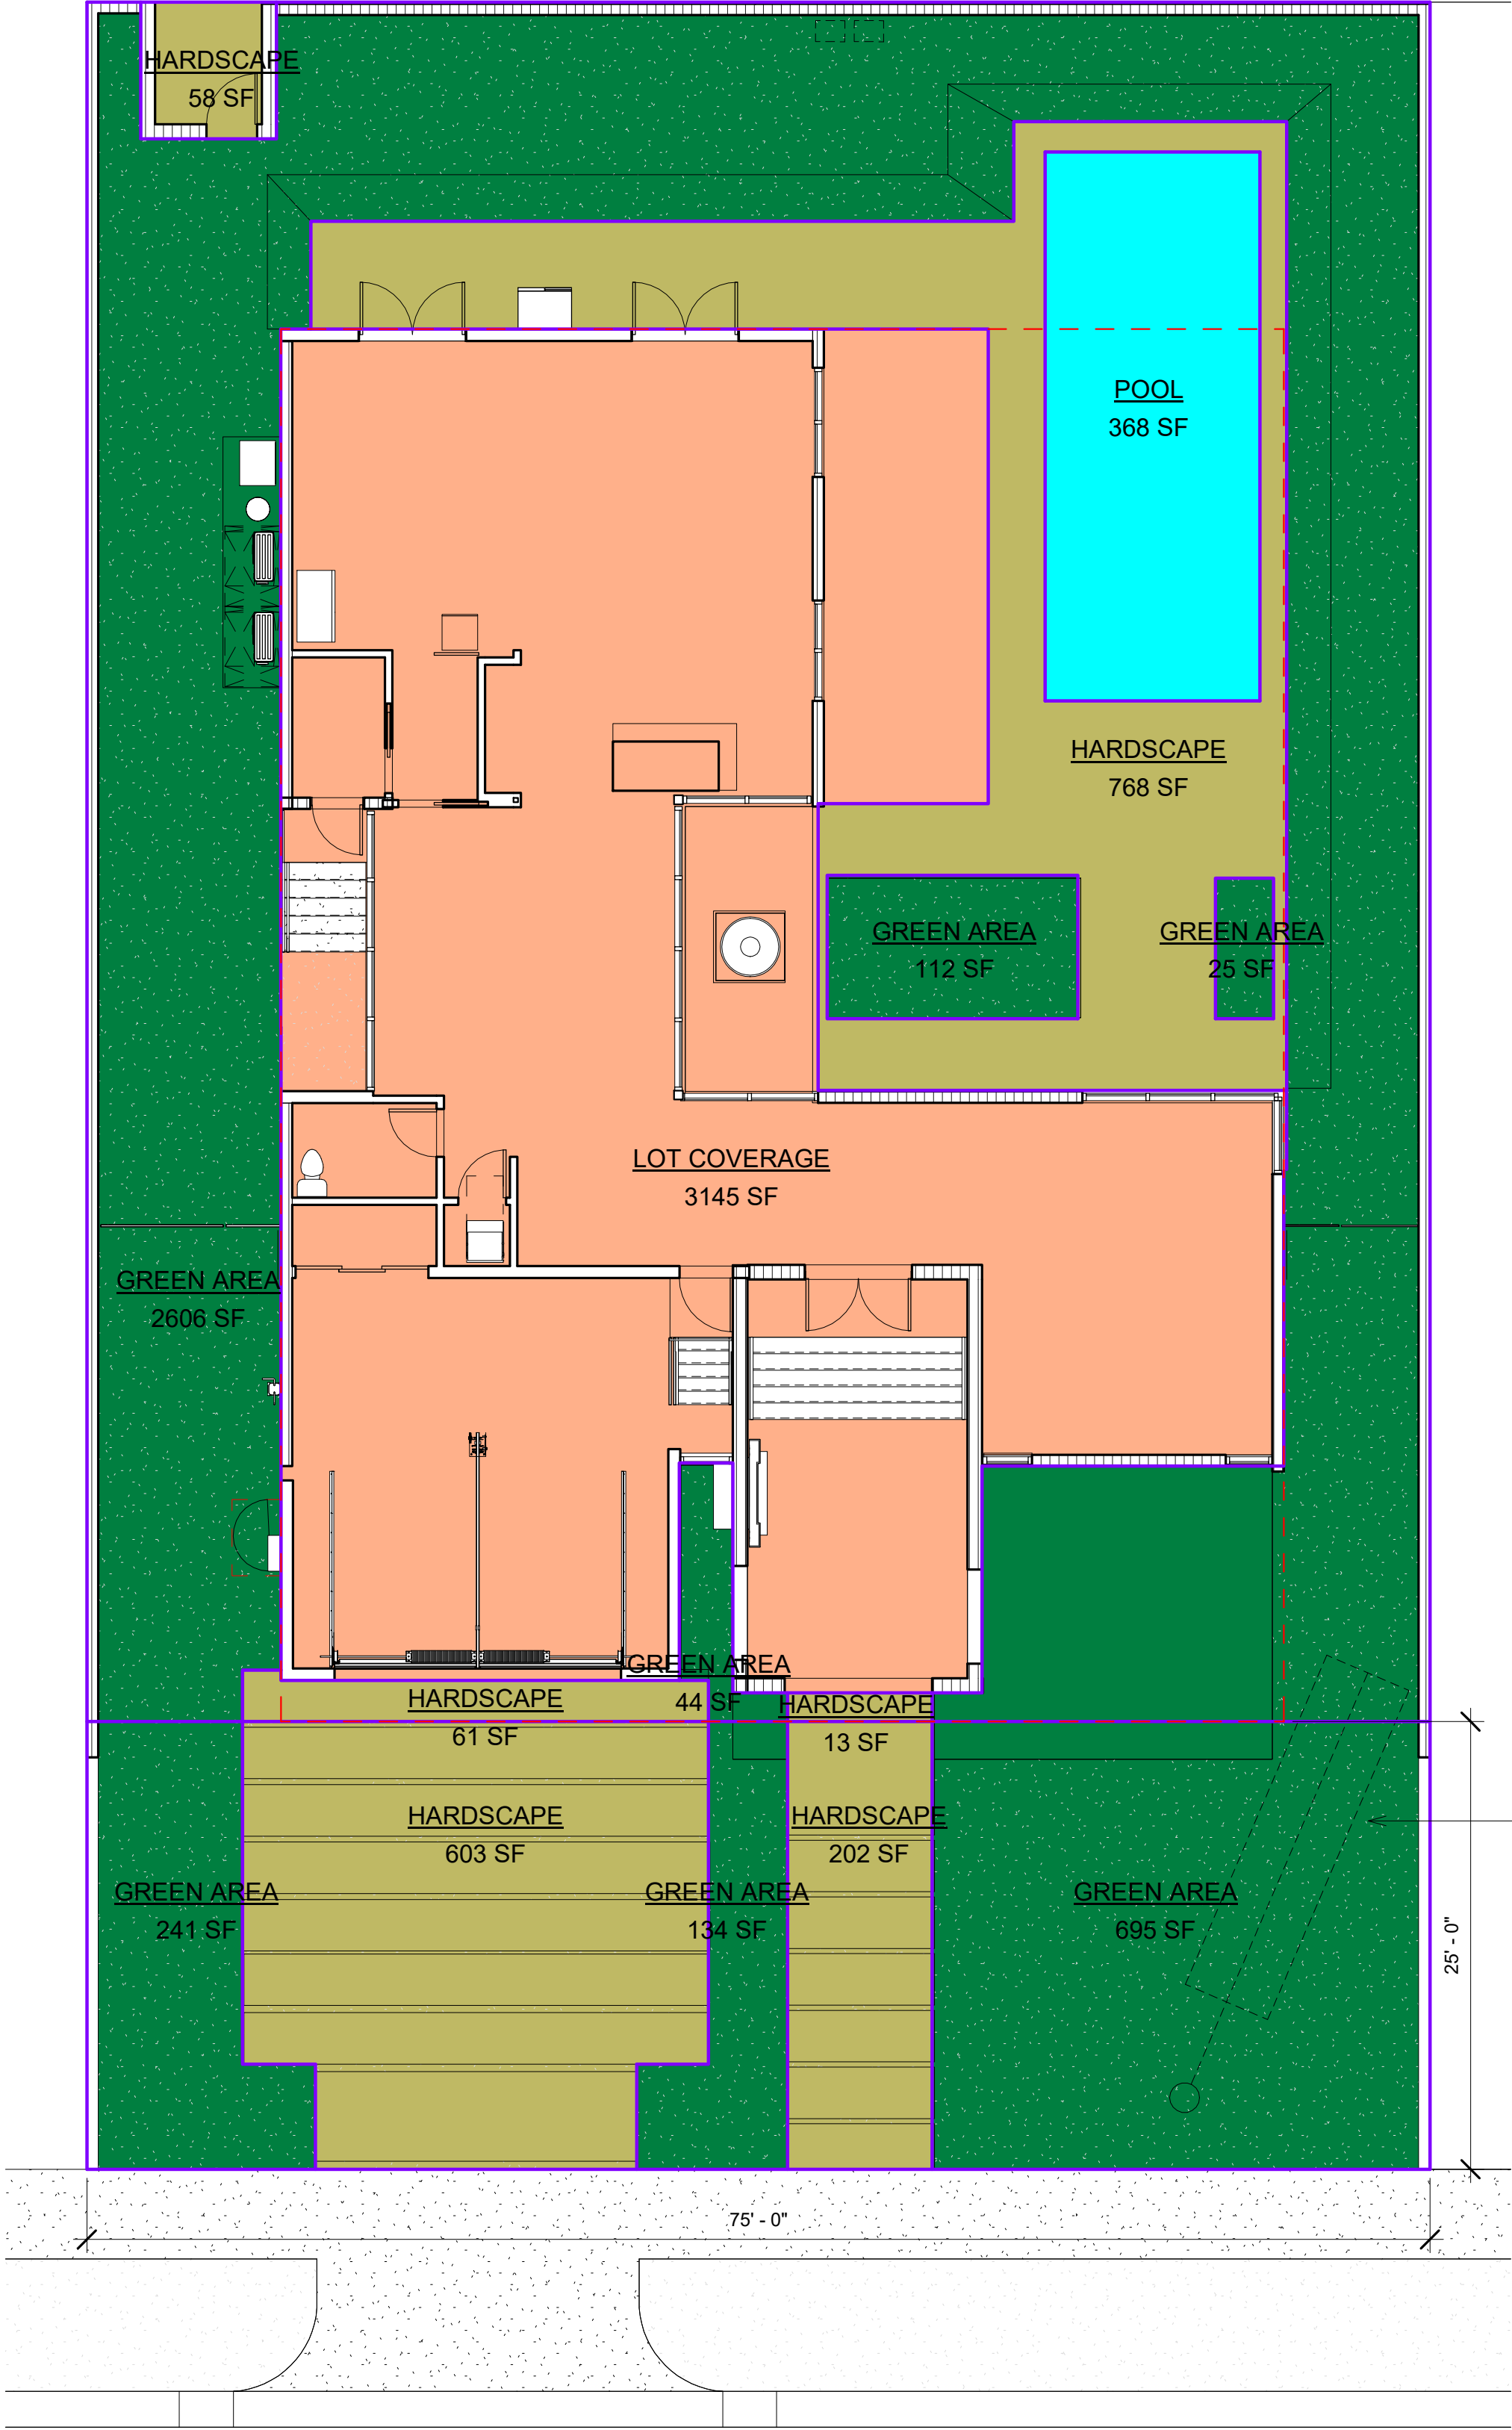 HARDSCAPE
58 SF
POOL
368 SF
HARDSCAPE
768 SF
GREEN AREA
112 SF
GREEN AREA
25 SF
LOT COVERAGE
3145 SF
GREEN AREA
2606 SF
GREEN AREA
44 SF
HARDSCAPE
61 SF
HARDSCAPE
13 SF
HARDSCAPE
603 SF
HARDSCAPE
202 SF
GREEN AREA
241 SF
GREEN AREA
134 SF
GREEN AREA
695 SF
25' - 0"
75' - 0"